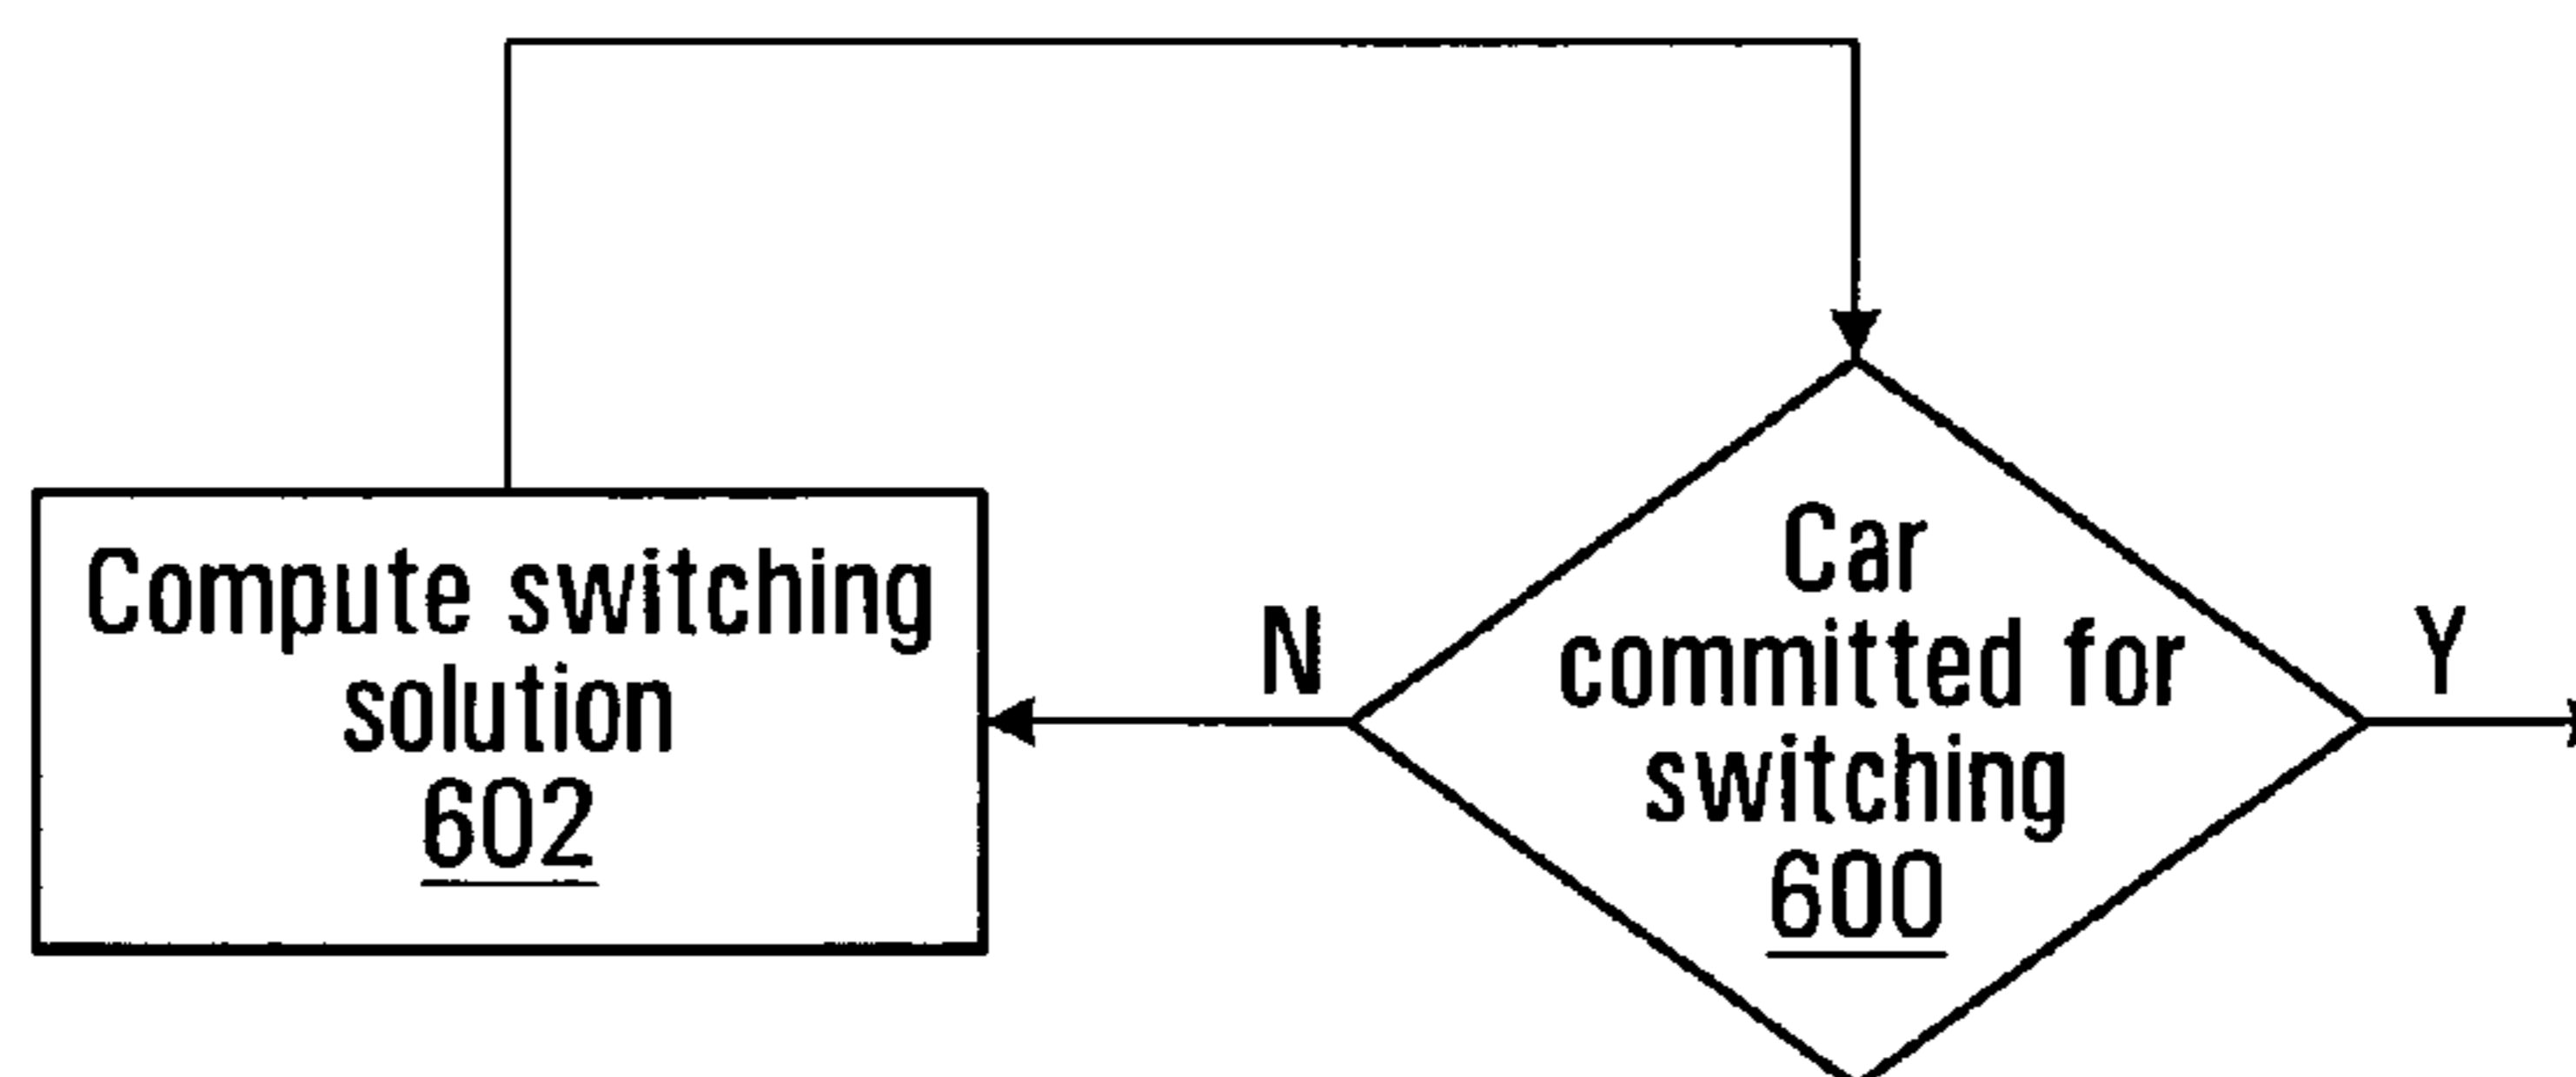 Compute switching
solution
602
N
Car
committed for
switching
600
Y